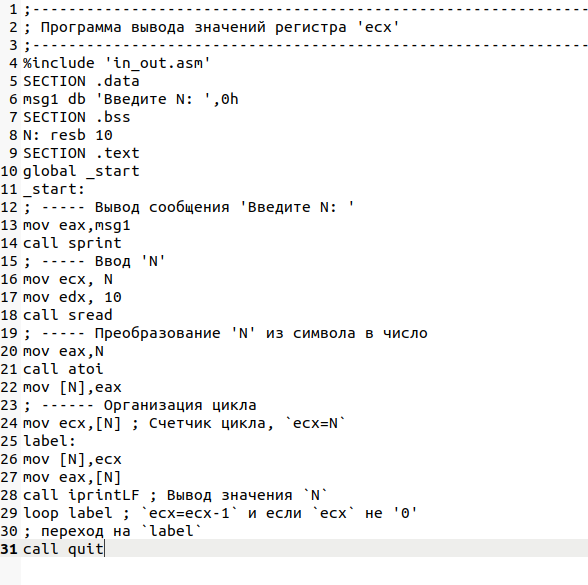 1 ;--------------------------------------------------------------
2 ; Программа вывода значений регистра 'ecx'
3 ;--------------------------------------------------------------
4 %include 'in_out.asm'
5 SECTION .data
6 msg1 db 'Введите N: ',0h
7 SECTION .bss
8 N: resb 10
9 SECTION .text
10 global _start
11 _start:
12 ; ----- Вывод сообщения 'Введите N: '
13 mov eax,msg1
14 call sprint
15 ; ----- Ввод 'N'
16 mov ecx, N
17 mov edx, 10
18 call sread
19 ; ----- Преобразование 'N' из символа в число
20 mov eax,N
21 call atoi
22 mov [N],eax
23 ; ------ Организация цикла
24 mov ecx,[N] ; Счетчик цикла, `ecx=N`
25 label:
26 mov [N],ecx
27 mov eax,[N]
28 call iprintLF ; Вывод значения `N`
29 loop label ; `ecx=ecx-1` и если `ecx` не '0'
30 ; переход на `label`
31 call quit